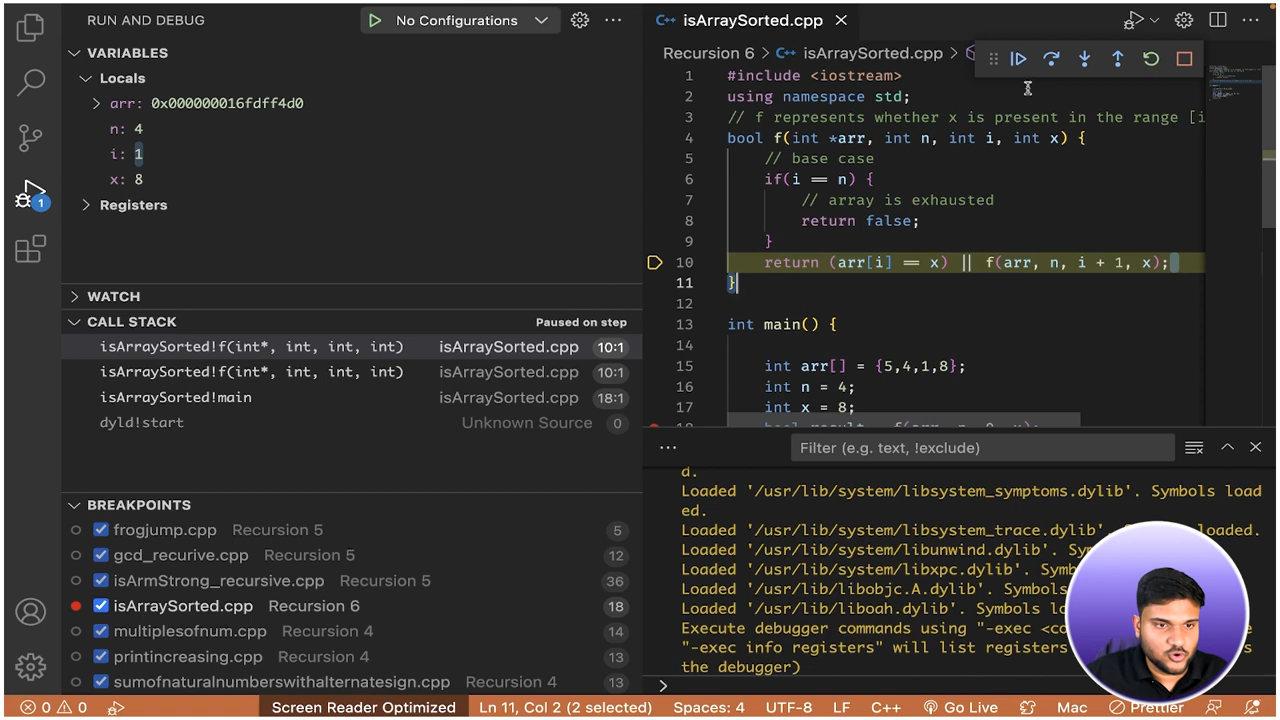 RUN AND DEBUG
No Configurations
VARIABLES
Locals
arr: 0x000000016fdff4d0
n: 4
i: 1
x: 8
Registers
WATCH
CALL STACK
Paused on step
isArraySorted!f(int*, int, int, int) isArraySorted.cpp 10:1
isArraySorted!f(int*, int, int, int) isArraySorted.cpp 10:1
isArraySorted!main isArraySorted.cpp 18:1
dyld!start Unknown Source 0
BREAKPOINTS
frogjump.cpp Recursion 5 5
gcd_recurive.cpp Recursion 5 12
isArmStrong_recursive.cpp Recursion 5 36
isArraySorted.cpp Recursion 6 18
multiplesofnum.cpp Recursion 4 14
printincreasing.cpp Recursion 4 13
sumofnaturalnumberswithalternatesign.cpp Recursion 4 13
1
isArraySorted.cpp
Recursion 6 > isArraySorted.cpp >
1 #include <iostream>
2 using namespace std;
3 // f represents whether x is present in the range [i
4 bool f(int *arr, int n, int i, int x) {
5 // base case
6 if(i == n) {
7 // array is exhausted
8 return false;
9 }
10 return (arr[i] == x) || f(arr, n, i + 1, x);
11 }
12
13 int main() {
14
15 int arr[] = {5,4,1,8};
16 int n = 4;
17 int x = 8;
18 bool result = f(arr, n, 0, x);
Filter (e.g. text, !exclude)
d.
Loaded '/usr/lib/system/libsystem_symptoms.dylib'. Symbols load
ed.
Loaded '/usr/lib/system/libsystem_trace.dylib'. loaded.
Loaded '/usr/lib/system/libunwind.dylib'.
Loaded '/usr/lib/system/libxpc.dylib'.
Loaded '/usr/lib/libobjc.A.dylib'. Symbols
Loaded '/usr/lib/liboah.dylib'. Symbols
Execute debugger commands using "-exec
"-exec info registers" will list registers
the debugger)
0 0
Screen Reader Optimized
Ln 11, Col 2 (2 selected)
Spaces: 4
UTF-8
LF
C++
Go Live
Mac
Prettier